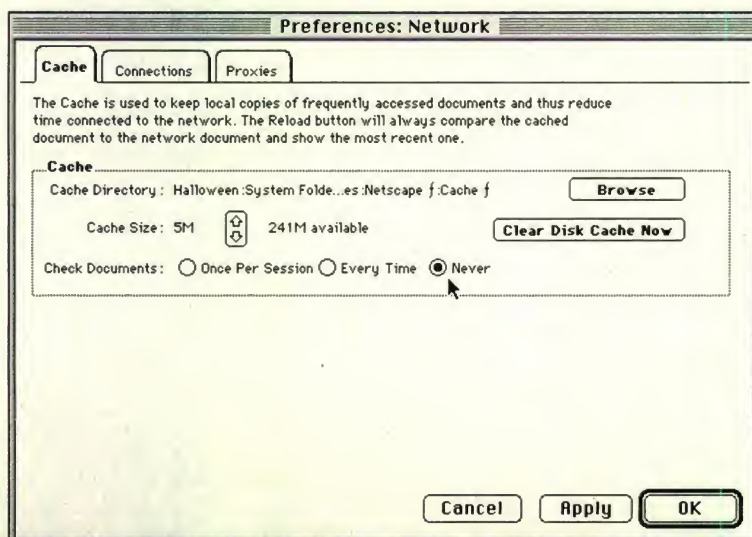 Preferences: Network
Cache Connections Proxies
The Cache is used to keep local copies of frequently accessed documents and thus reduce
time connected to the network. The Reload button will always compare the cached
document to the network document and show the most recent one.
Cache
Cache Directory : Halloween :System Folde...es :Netscape ƒ :Cache ƒ Browse
Cache Size : 5M 241M available Clear Disk Cache Now
Check Documents : Once Per Session Every Time Never
Cancel Apply OK